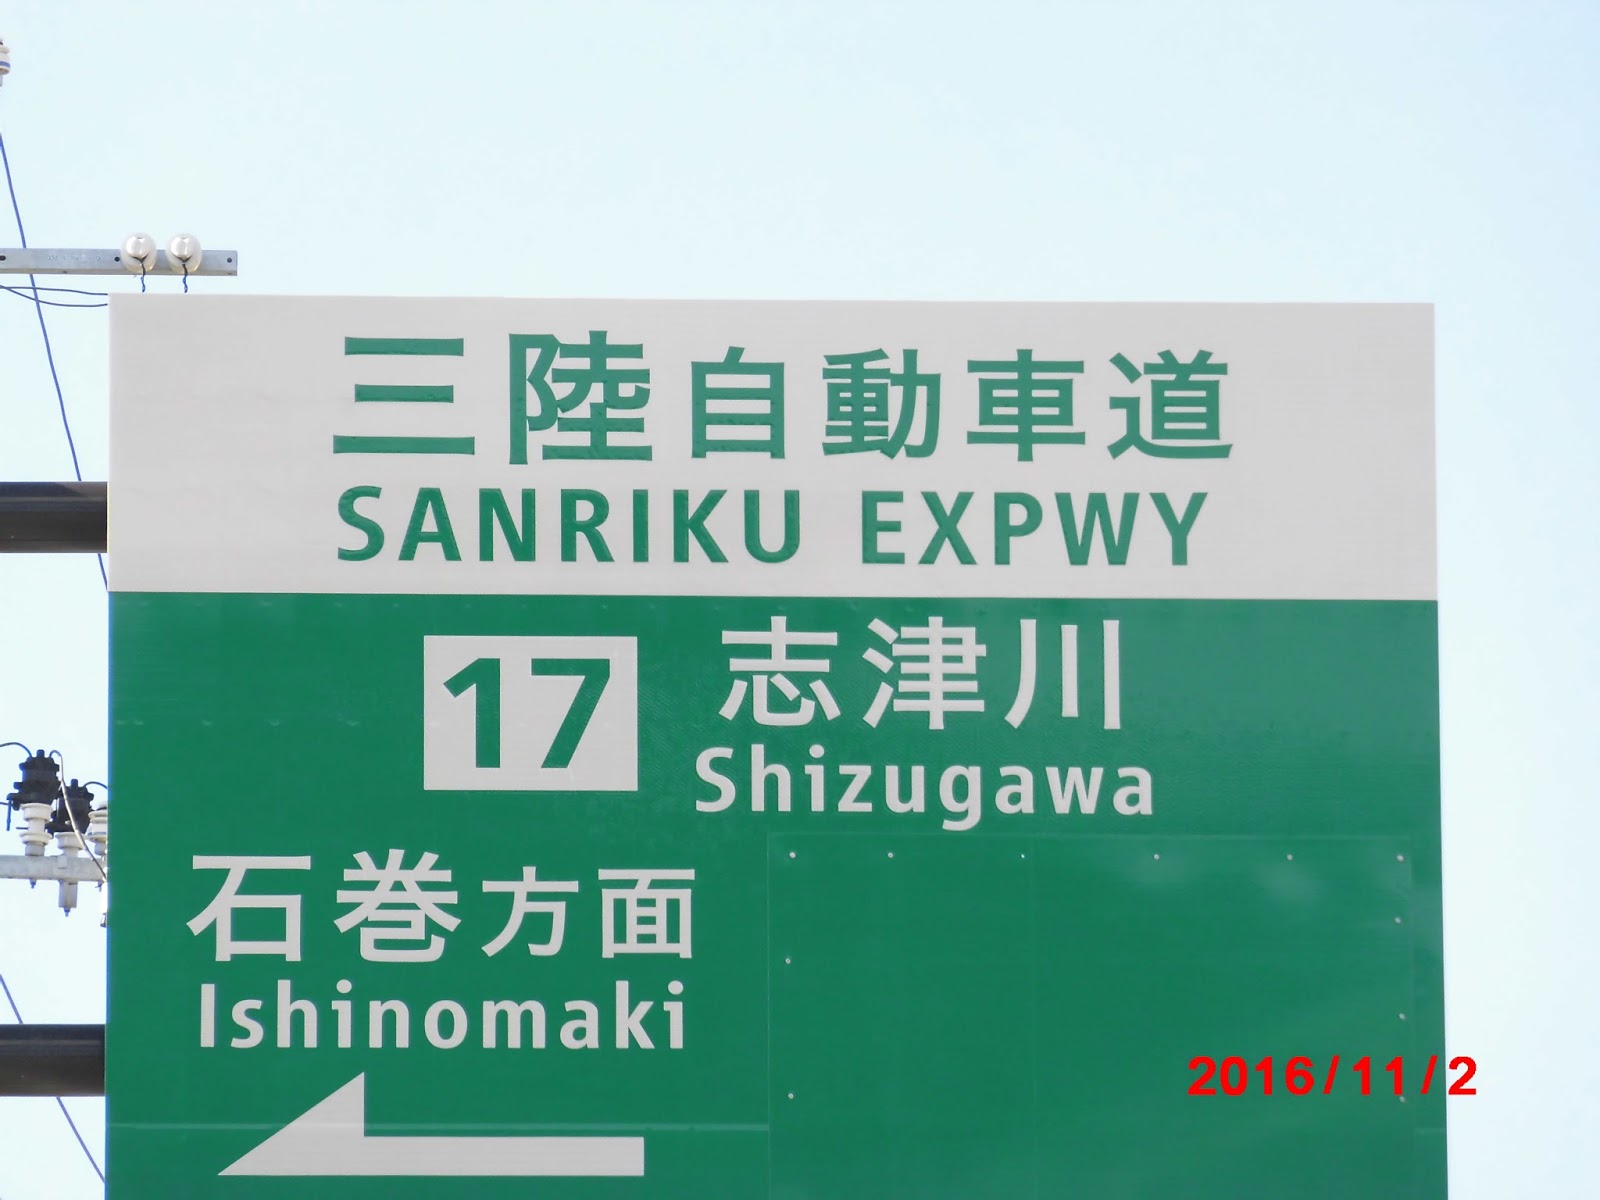 三陸自動車道
SANRIKU EXPWY
17 志津川
Shizugawa
石巻方面
Ishinomaki
2016/11/2